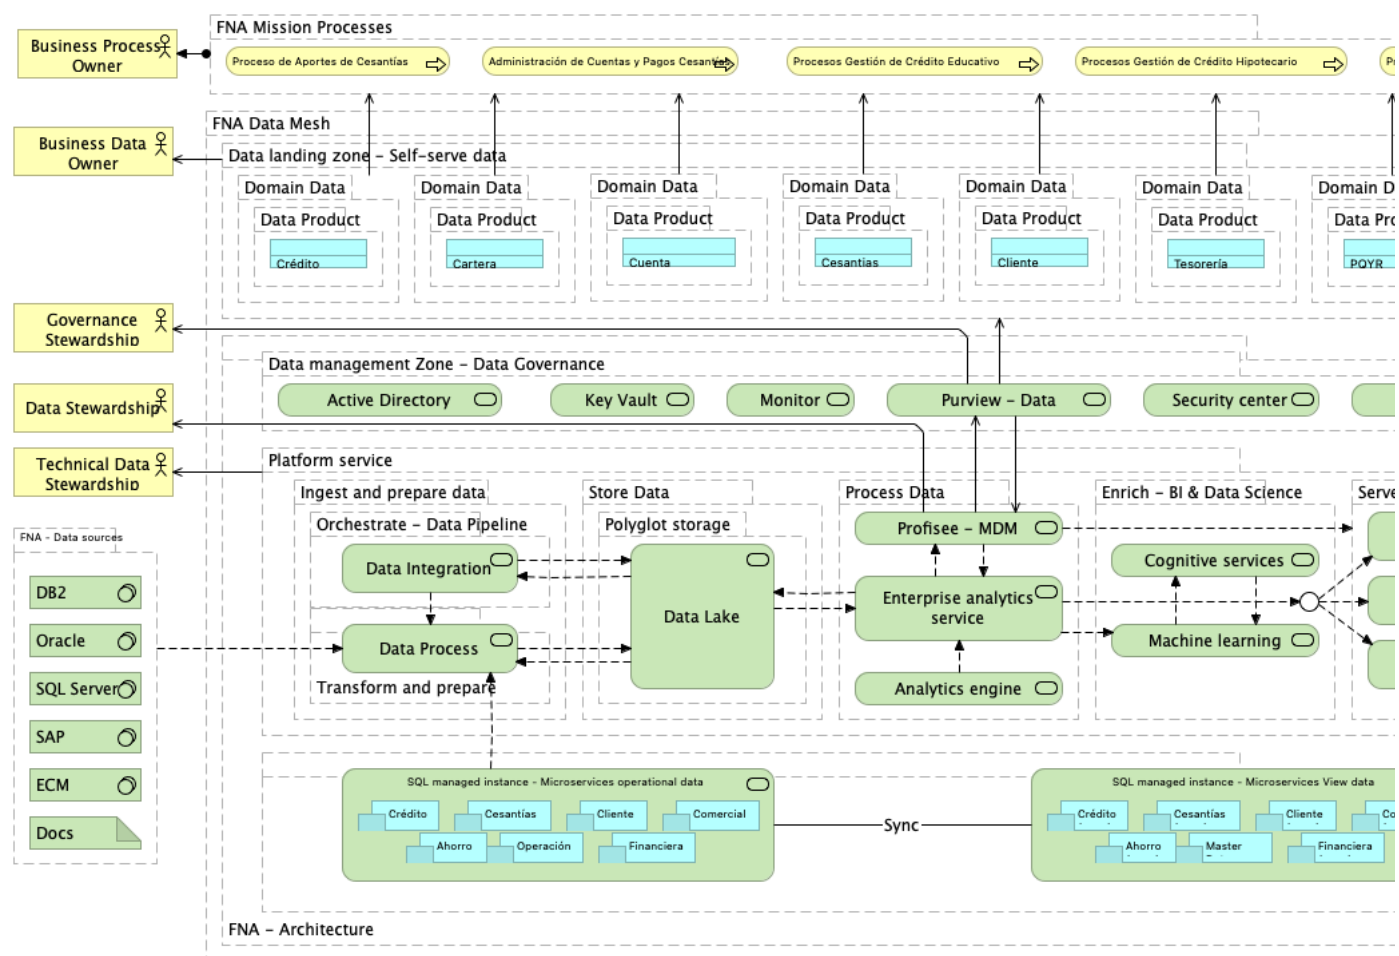 FNA Mission Processes
Business Process
Owner
Proceso de Aportes de Cesantías
Administración de Cuentas y Pagos Cesantías
Procesos Gestión de Crédito Educativo
Procesos Gestión de Crédito Hipotecario
FNA Data Mesh
Business Data
Owner
Data landing zone – Self-serve data
Domain Data
Domain Data
Domain Data
Domain Data
Domain Data
Domain Data
Domain D
Data Product
Data Product
Data Product
Data Product
Data Product
Data Product
Data Pro
Crédito
Cartera
Cuenta
Cesantias
Cliente
Tesorería
PQYR
Governance
Stewardship
Data management Zone – Data Governance
Active Directory
Key Vault
Monitor
Purview – Data
Security center
Data Stewardship
Technical Data
Stewardship
Platform service
Ingest and prepare data
Store Data
Process Data
Enrich – BI & Data Science
Serve
Orchestrate – Data Pipeline
Polyglot storage
Profisee – MDM
FNA – Data sources
Data Integration
Cognitive services
DB2
Enterprise analytics
service
Data Lake
Oracle
Data Process
Machine learning
SQL Server
Transform and prepare
Analytics engine
SAP
ECM
Docs
SQL managed instance – Microservices operational data
Crédito
Cesantías
Cliente
Comercial
Ahorro
Operación
Financiera
Sync
SQL managed instance – Microservices View data
Crédito
Cesantías
Cliente
Co
Ahorro
Master
Financiera
FNA – Architecture